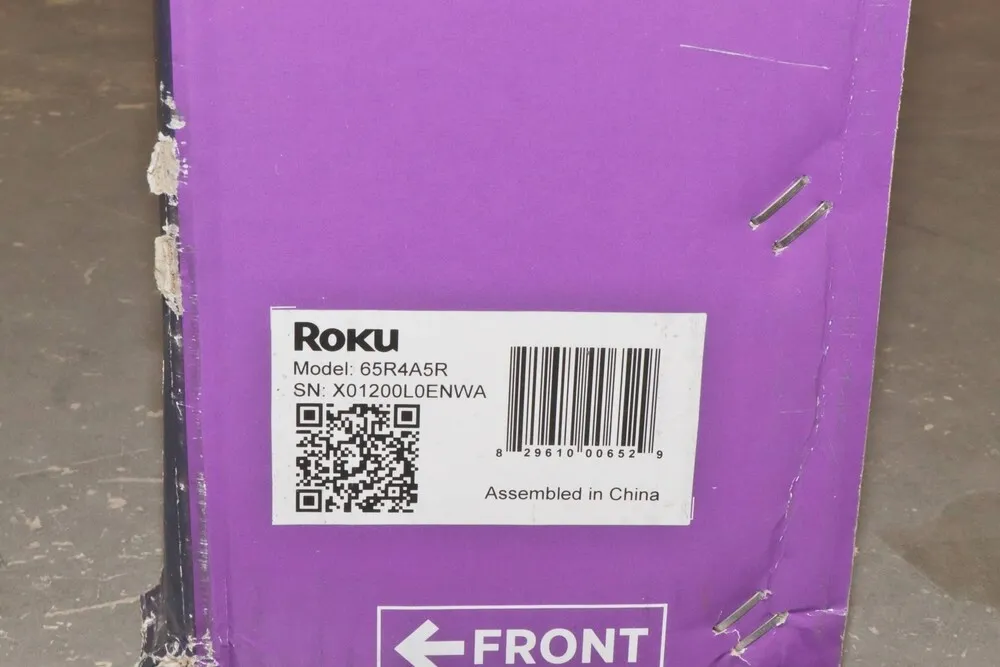 Roku
Model: 65R4A5R
SN: X01200L0ENWA
8 29610 00652 9
Assembled in China
FRONT